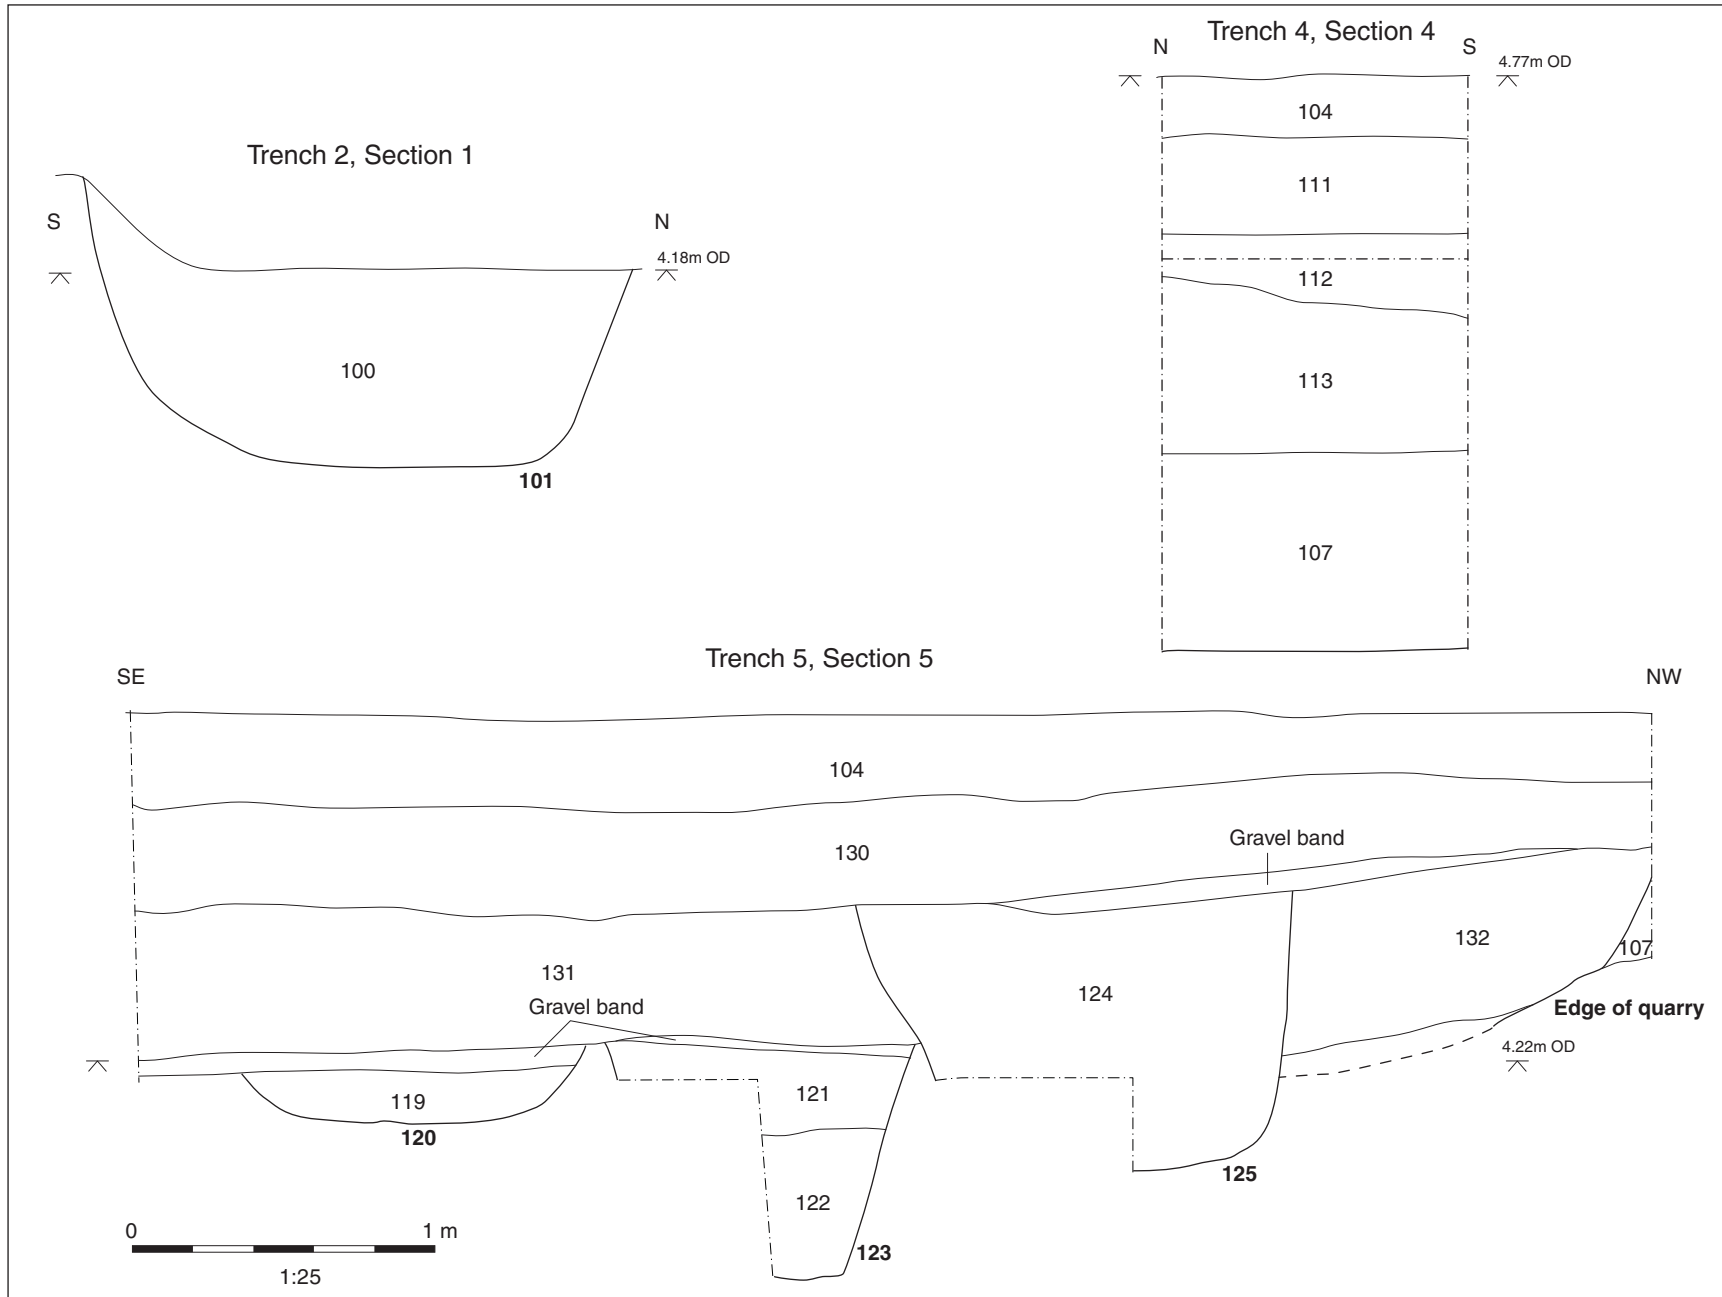 Trench 4, Section 4
N S
4.77m OD
104
111
112
113
107
Trench 2, Section 1
S N
4.18m OD
100
101
Trench 5, Section 5
SE NW
104
130
Gravel band
131
132
107
124
Gravel band
Edge of quarry
4.22m OD
119
121
120
125
122
123
0 1 m
1:25